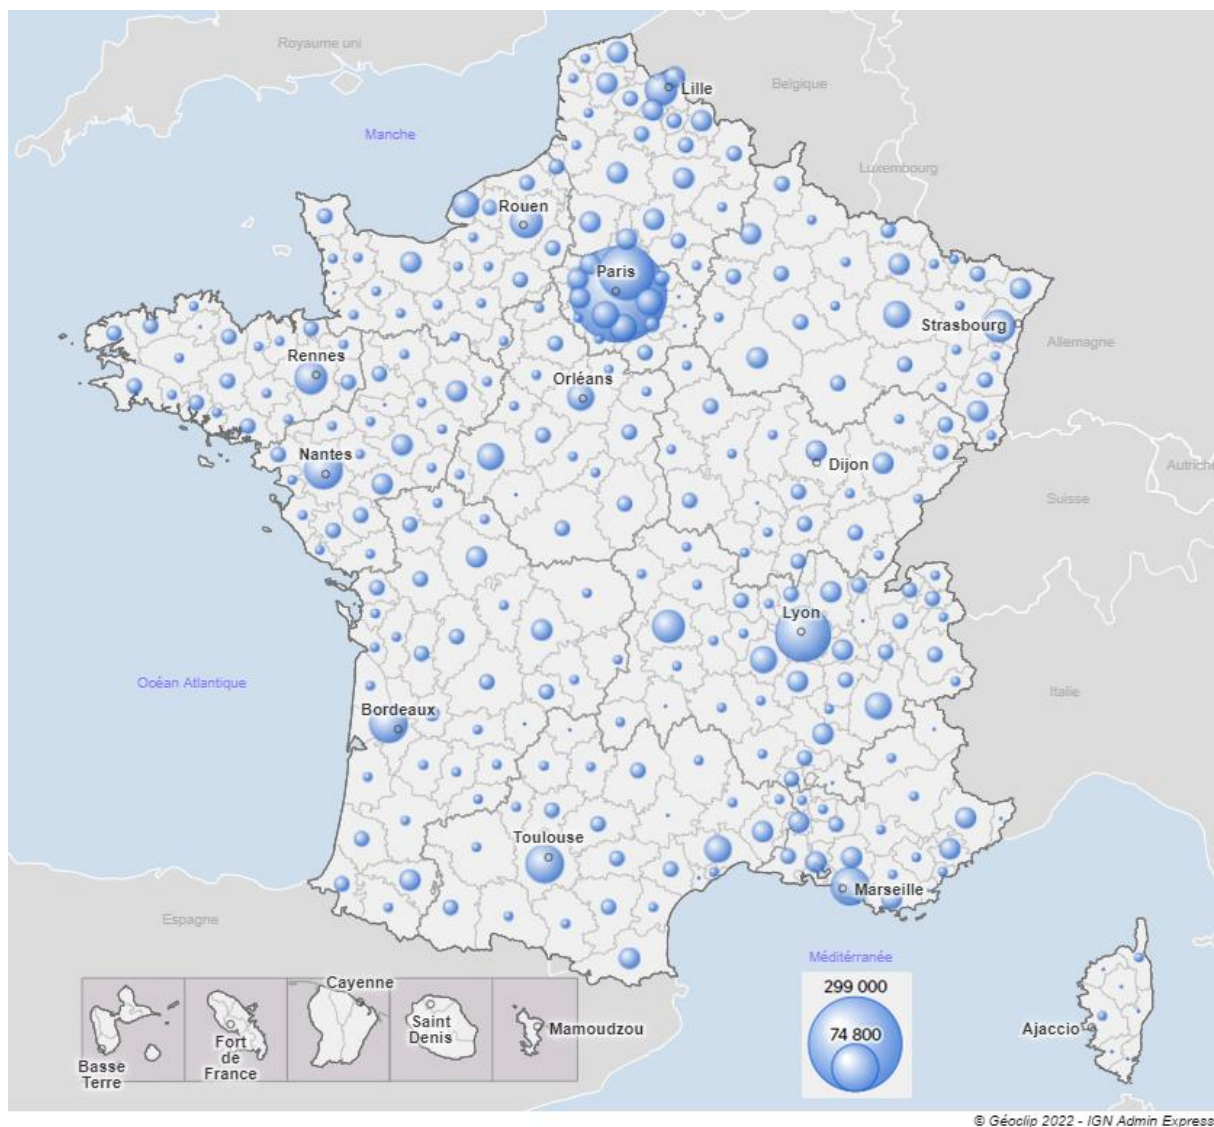 Royaume uni
Belgique
Lille
Manche
Luxembourg
Rouen
Paris
Strasbourg
Allemagne
Rennes
Orléans
Nantes
Dijon
Autrich
Suisse
Lyon
Océan Atlantique
Italie
Bordeaux
Toulouse
Marseille
Espagne
Méditérranée
299 000
74 800
Cayenne
Saint
Denis
Mamoudzou
Ajaccio
Fort
de
France
Basse
Terre
© Géoclip 2022 - IGN Admin Express